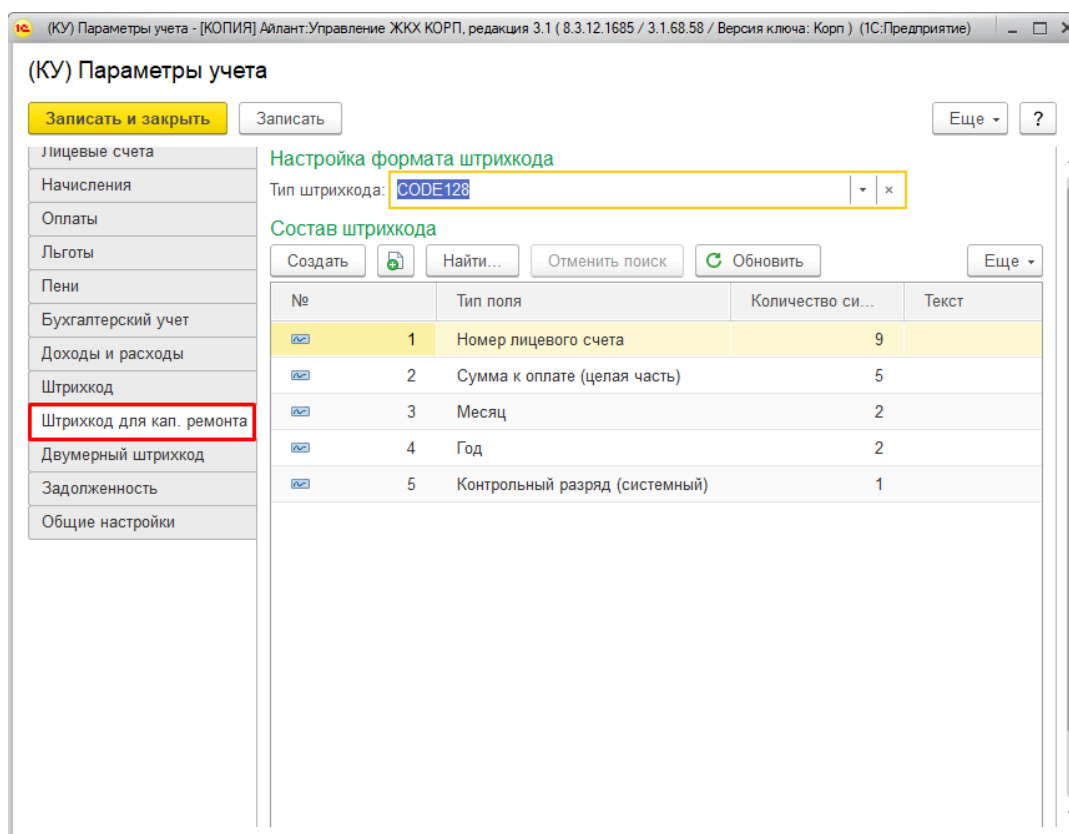 1С (КУ) Параметры учета - [КОПИЯ] Айлант:Управление ЖКХ КОРП, редакция 3.1 ( 8.3.12.1685 / 3.1.68.58 / Версия ключа: Корп ) (1С:Предприятие)
(КУ) Параметры учета
Записать и закрыть Записать Еще ?
Лицевые счета
Начисления
Оплаты
Льготы
Пени
Бухгалтерский учет
Доходы и расходы
Штрихкод
Штрихкод для кап. ремонта
Двумерный штрихкод
Задолженность
Общие настройки
Настройка формата штрихкода
Тип штрихкода: CODE128
Состав штрихкода
Создать Найти... Отменить поиск Обновить Еще
№ Тип поля Количество си... Текст
1 Номер лицевого счета 9
2 Сумма к оплате (целая часть) 5
3 Месяц 2
4 Год 2
5 Контрольный разряд (системный) 1